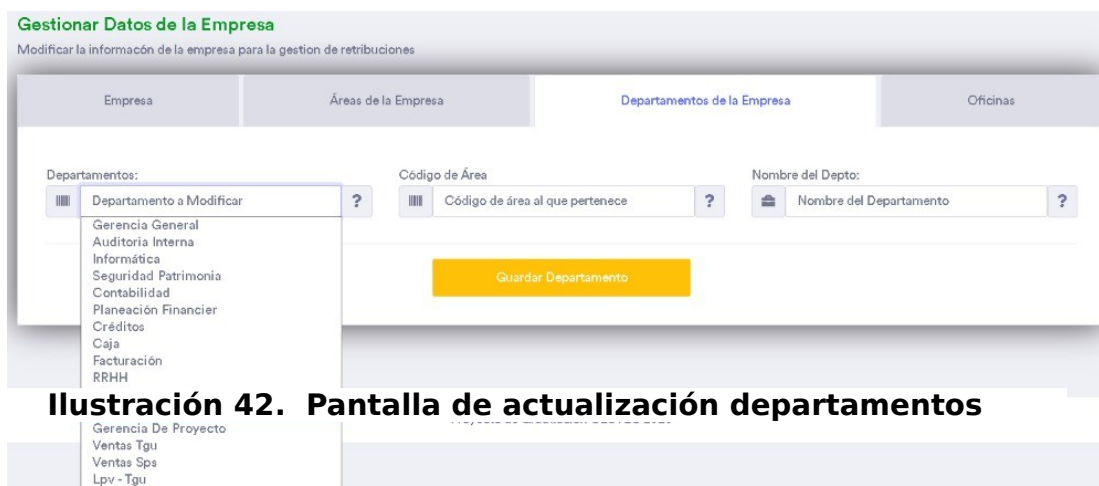 Gestionar Datos de la Empresa
Modificar la informacón de la empresa para la gestion de retribuciones
Empresa Áreas de la Empresa Departamentos de la Empresa Oficinas
Departamentos: Código de Área Nombre del Depto:
Departamento a Modificar ? Código de área al que pertenece ? Nombre del Departamento ?
Gerencia General
Auditoria Interna
Informática
Seguridad Patrimonia
Guardar Departamento
Contabilidad
Planeación Financier
Créditos
Caja
Facturación
RRHH
Ilustración 42. Pantalla de actualización departamentos
Gerencia De Proyecto
Ventas Tgu
Ventas Sps
Lpv - Tgu